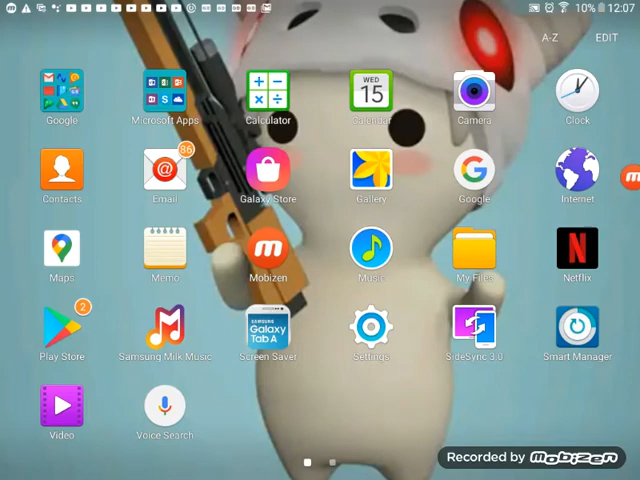 10% 12:07
A-Z EDIT
WED
15
Google Microsoft Apps Calculator Calendar Camera Clock
86
Contacts Email Galaxy Store Gallery Google Internet
Maps Memo Mobizen Music My Files Netflix
2
SAMSUNG
Galaxy
Tab A
Play Store Samsung Milk Music Screen Saver Settings SideSync 3.0 Smart Manager
Video Voice Search
Recorded by Mobizen